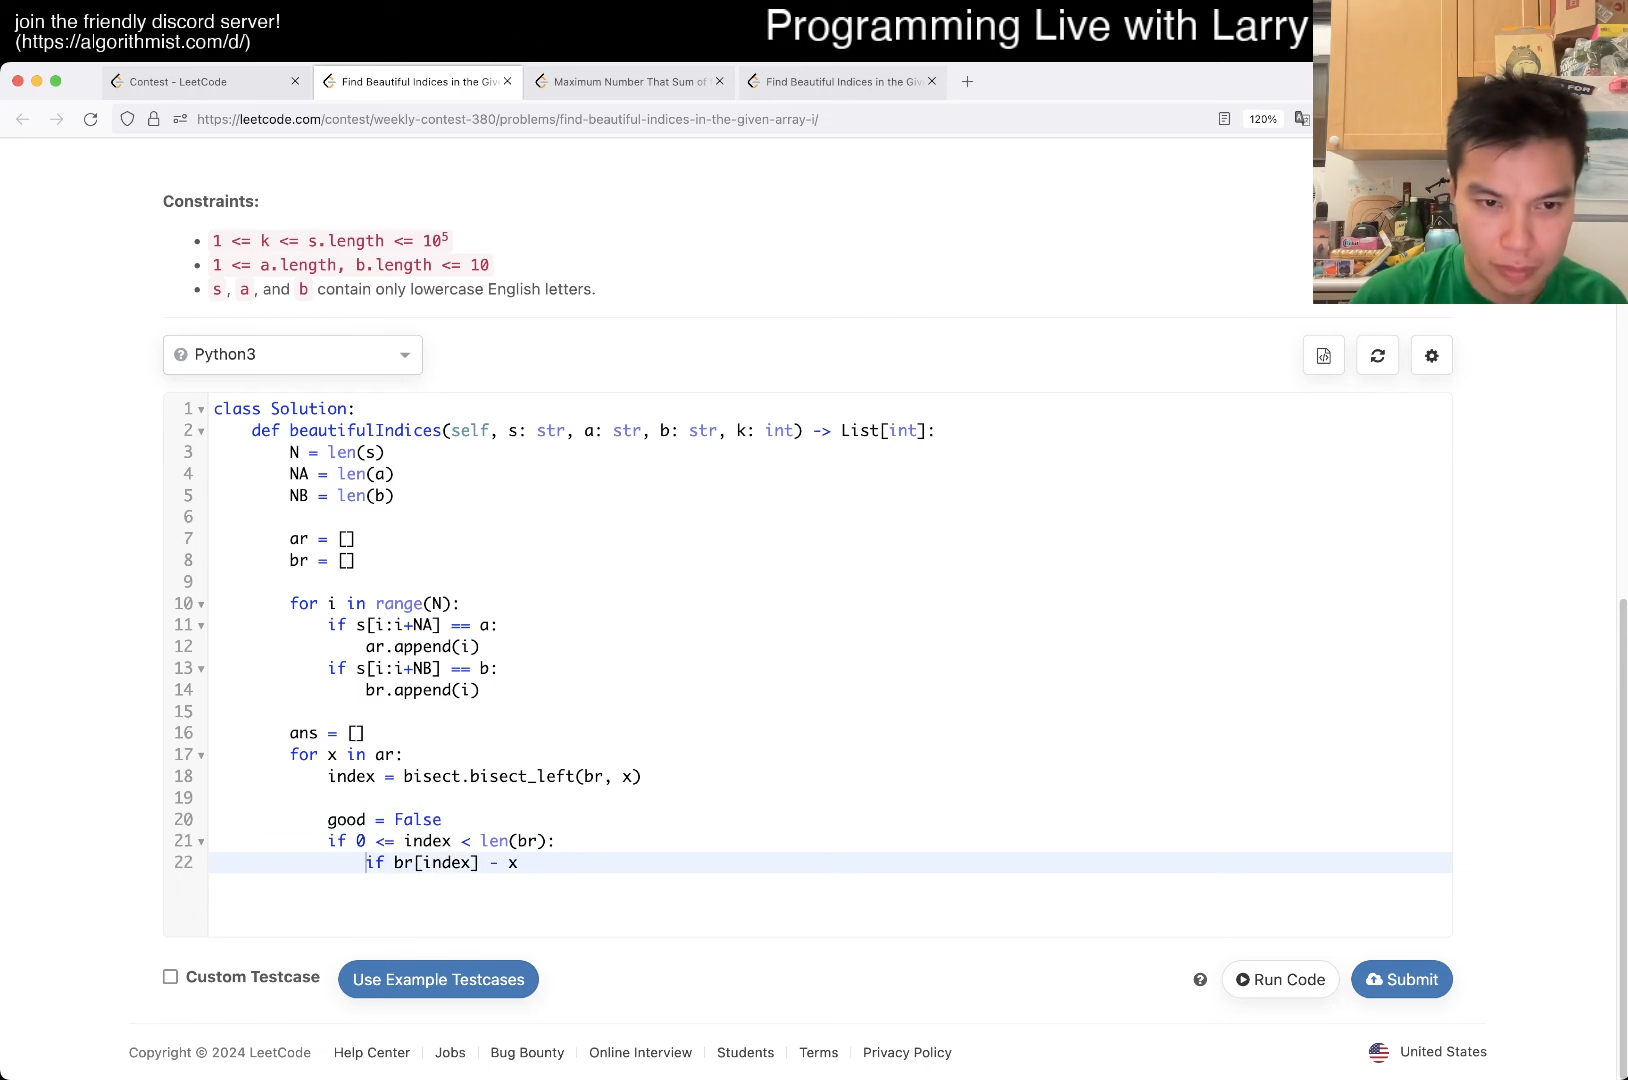 join the friendly discord server!
(https://algorithmist.com/d/)
Programming Live with Larry
Contest - LeetCode
Find Beautiful Indices in the Giv
Maximum Number That Sum of
Find Beautiful Indices in the Giv
https://leetcode.com/contest/weekly-contest-380/problems/find-beautiful-indices-in-the-given-array-i/
120%
Constraints:
• 1 <= k <= s.length <= 10⁵
• 1 <= a.length, b.length <= 10
• s, a, and b contain only lowercase English letters.
Python3
1 class Solution:
2     def beautifulIndices(self, s: str, a: str, b: str, k: int) -> List[int]:
3         N = len(s)
4         NA = len(a)
5         NB = len(b)
6
7         ar = []
8         br = []
9
10         for i in range(N):
11             if s[i:i+NA] == a:
12                 ar.append(i)
13             if s[i:i+NB] == b:
14                 br.append(i)
15
16         ans = []
17         for x in ar:
18             index = bisect.bisect_left(br, x)
19
20             good = False
21             if 0 <= index < len(br):
22                 if br[index] - x
Custom Testcase
Use Example Testcases
Run Code
Submit
Copyright © 2024 LeetCode
Help Center
Jobs
Bug Bounty
Online Interview
Students
Terms
Privacy Policy
United States